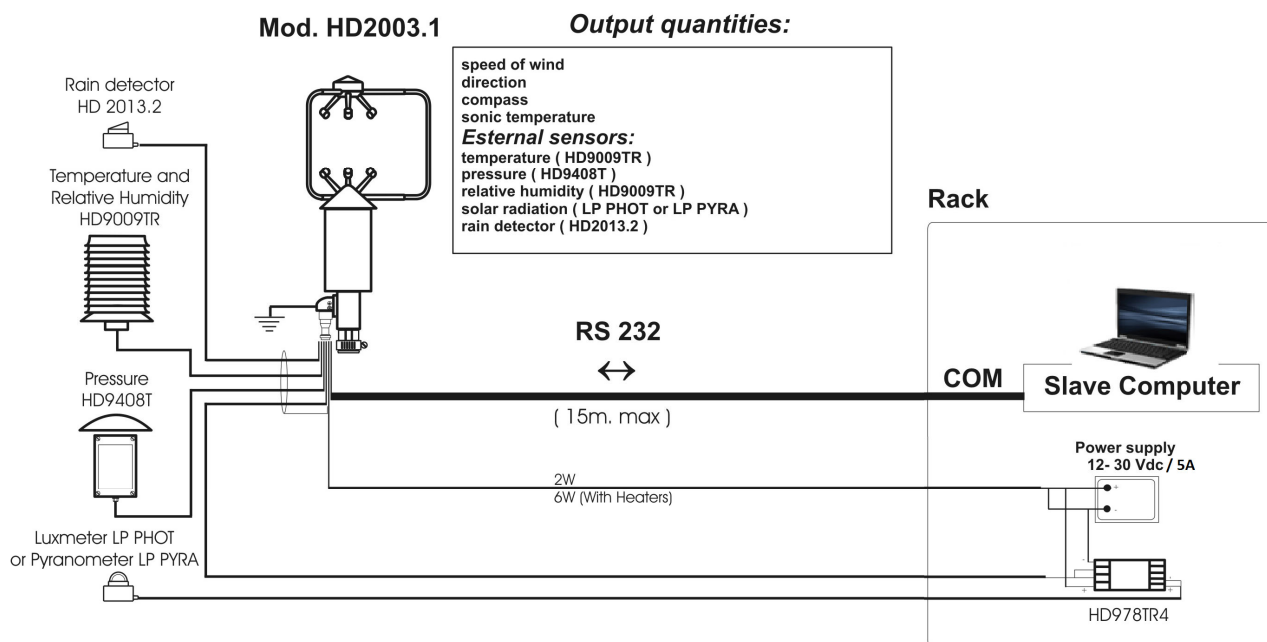 Mod. HD2003.1
Output quantities:
speed of wind
direction
compass
sonic temperature
Esternal sensors:
temperature ( HD9009TR )
pressure ( HD9408T )
relative humidity ( HD9009TR )
solar radiation ( LP PHOT or LP PYRA )
rain detector ( HD2013.2 )
Rain detector
HD 2013.2
Temperature and
Relative Humidity
HD9009TR
Pressure
HD9408T
Luxmeter LP PHOT
or Pyranometer LP PYRA
RS 232
( 15m. max )
2W
6W (With Heaters)
Rack
COM
Slave Computer
Power supply
12- 30 Vdc / 5A
+
-
- -
+ +
HD978TR4